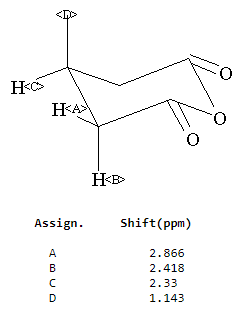 <D>
O
H<C>
H<A>
O
O
H<B>
Assign. Shift(ppm)
A 2.866
B 2.418
C 2.33
D 1.143